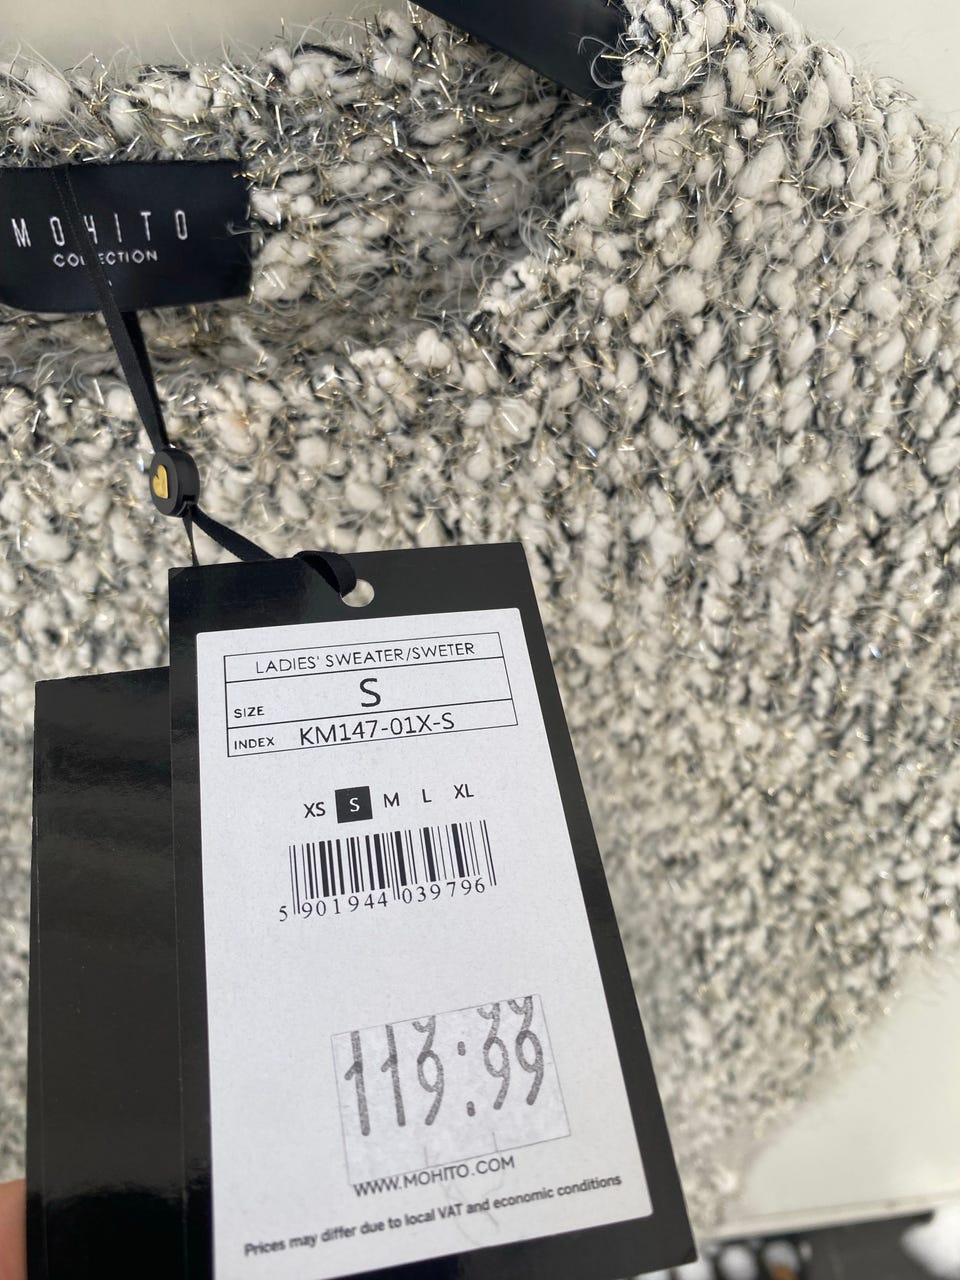 MOHITO
COLLECTION
LADIES' SWEATER/SWETER
SIZE S
INDEX KM147-01X-S
XS S M L XL
5 901944 039796
119.99
WWW.MOHITO.COM
Prices may differ due to local VAT and economic conditions